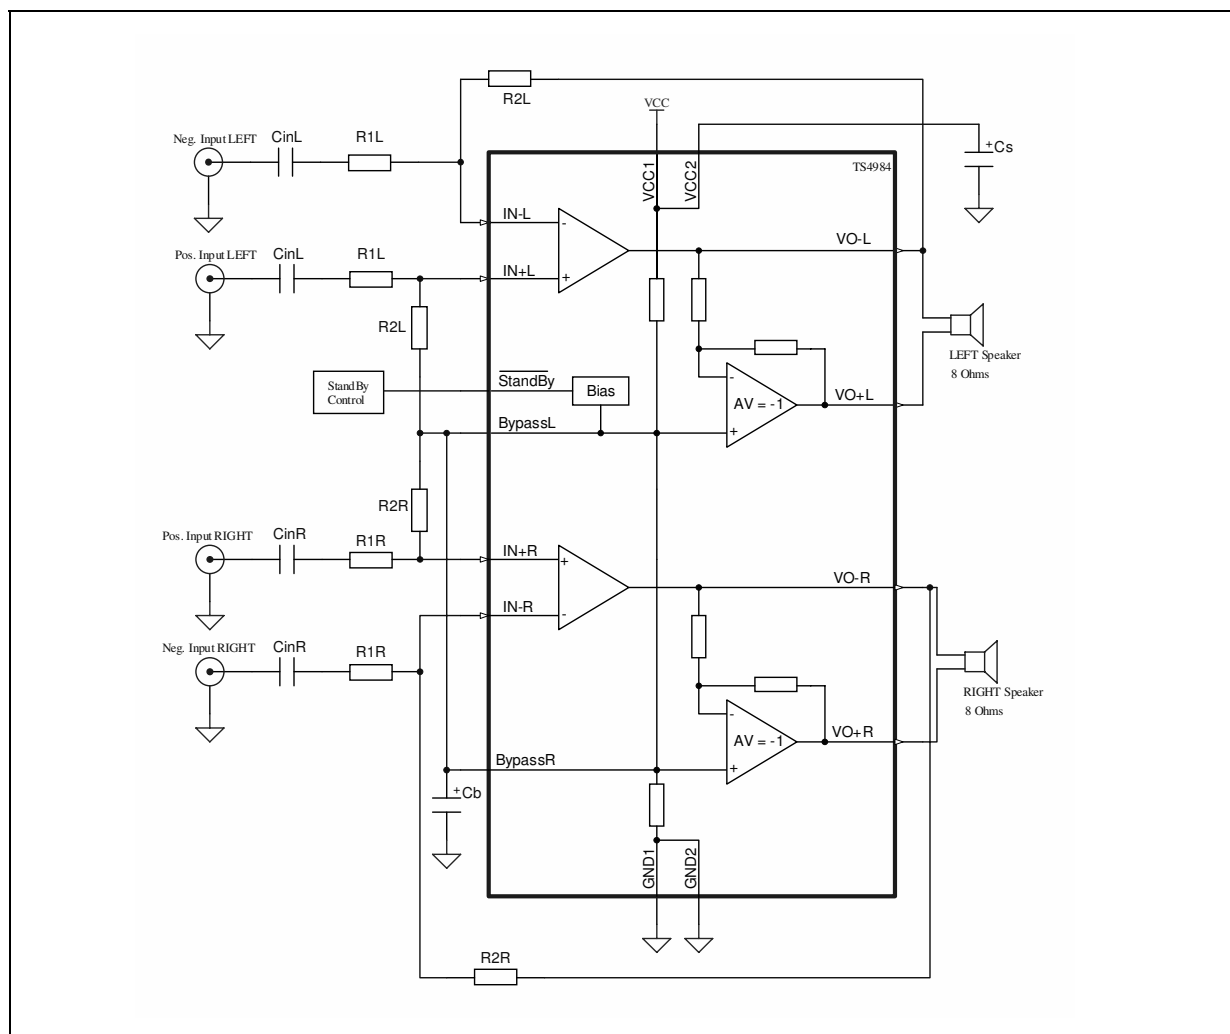 R2L
VCC
Neg. Input LEFT
CinL
R1L
+Cs
VCC1
VCC2
TS4984
IN-L
-
VO-L
Pos. Input LEFT
CinL
R1L
IN+L
+
R2L
LEFT Speaker
8 Ohms
StandBy
Control
StandBy
Bias
-
AV = -1
VO+L
BypassL
+
R2R
Pos. Input RIGHT
CinR
R1R
IN+R
+
VO-R
IN-R
-
Neg. Input RIGHT
CinR
R1R
RIGHT Speaker
8 Ohms
-
AV = -1
VO+R
BypassR
+
+Cb
GND1
GND2
R2R